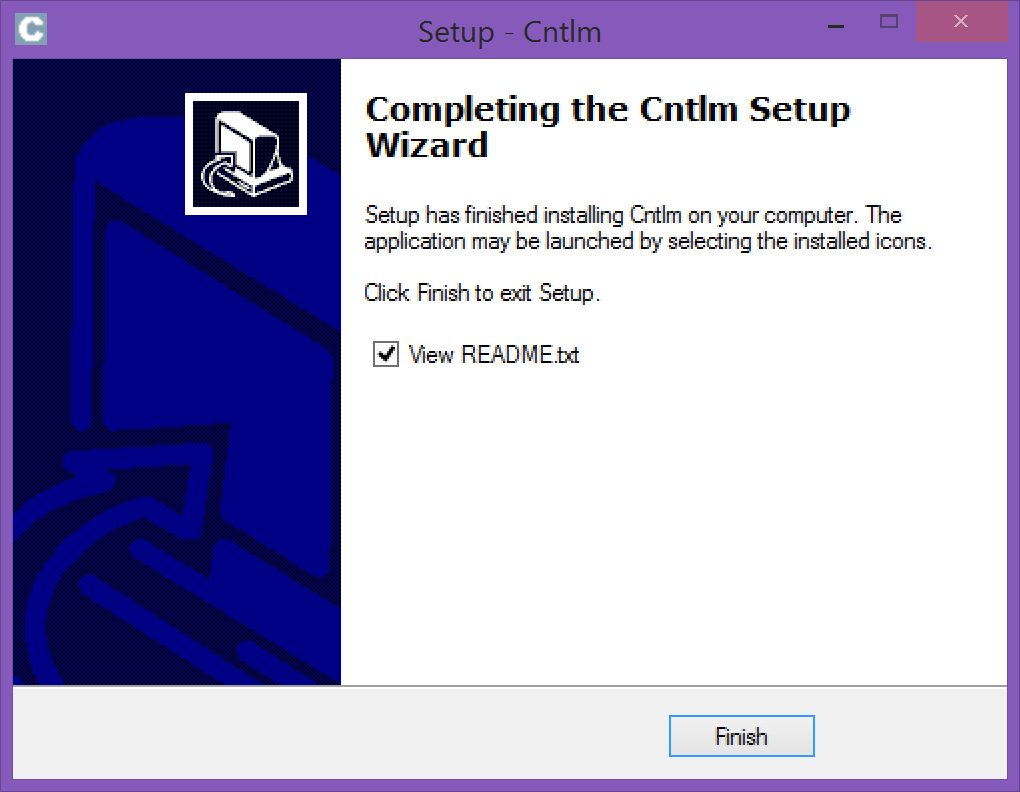 Setup - Cntlm
Completing the Cntlm Setup
Wizard
Setup has finished installing Cntlm on your computer. The
application may be launched by selecting the installed icons.
Click Finish to exit Setup.
View README.txt
Finish